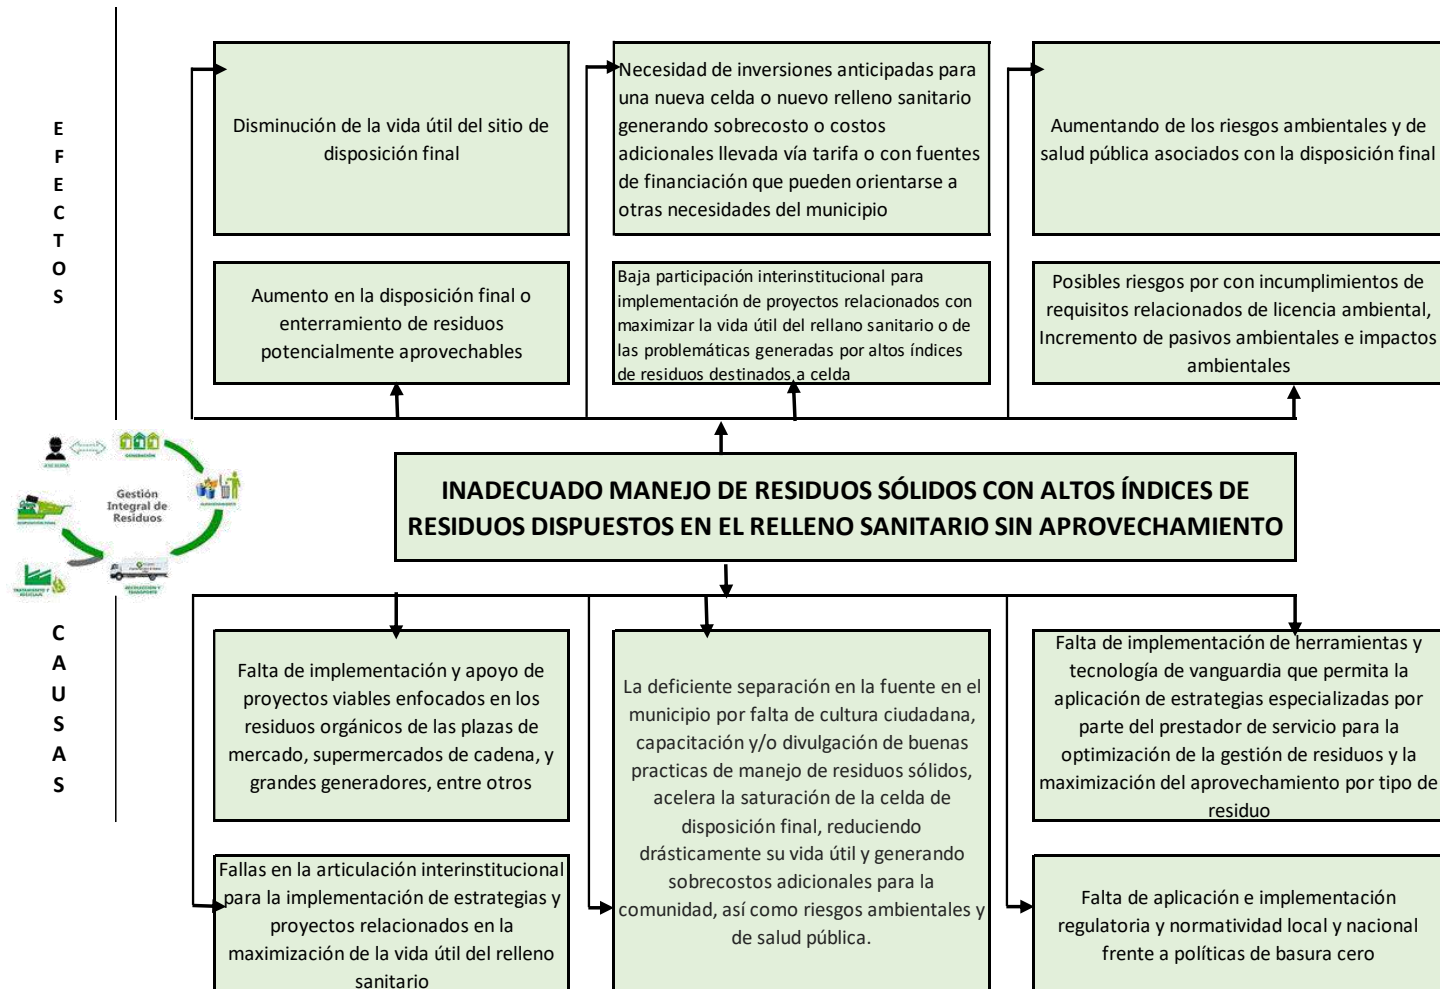 E
F
E
C
T
O
S
Disminución de la vida útil del sitio de
disposición final
Necesidad de inversiones anticipadas para
una nueva celda o nuevo relleno sanitario
generando sobrecosto o costos
adicionales llevada vía tarifa o con fuentes
de financiación que pueden orientarse a
otras necesidades del municipio
Aumentando de los riesgos ambientales y de
salud pública asociados con la disposición final
Aumento en la disposición final o
enterramiento de residuos
potencialmente aprovechables
Baja participación interinstitucional para
implementación de proyectos relacionados con
maximizar la vida útil del rellano sanitario o de
las problemáticas generadas por altos índices
de residuos destinados a celda
Posibles riesgos por con incumplimientos de
requisitos relacionados de licencia ambiental,
Incremento de pasivos ambientales e impactos
ambientales
GENERACIÓN
Gestión
Integral de
Residuos
INADECUADO MANEJO DE RESIDUOS SÓLIDOS CON ALTOS ÍNDICES DE
RESIDUOS DISPUESTOS EN EL RELLENO SANITARIO SIN APROVECHAMIENTO
C
A
U
S
A
S
Falta de implementación y apoyo de
proyectos viables enfocados en los
residuos orgánicos de las plazas de
mercado, supermercados de cadena, y
grandes generadores, entre otros
La deficiente separación en la fuente en el
municipio por falta de cultura ciudadana,
capacitación y/o divulgación de buenas
practicas de manejo de residuos sólidos,
acelera la saturación de la celda de
disposición final, reduciendo
drásticamente su vida útil y generando
sobrecostos adicionales para la
comunidad, así como riesgos ambientales y
de salud pública.
Falta de implementación de herramientas y
tecnología de vanguardia que permita la
aplicación de estrategias especializadas por
parte del prestador de servicio para la
optimización de la gestión de residuos y la
maximización del aprovechamiento por tipo de
residuo
Fallas en la articulación interinstitucional
para la implementación de estrategias y
proyectos relacionados en la
maximización de la vida útil del relleno
sanitario
Falta de aplicación e implementación
regulatoria y normatividad local y nacional
frente a políticas de basura cero